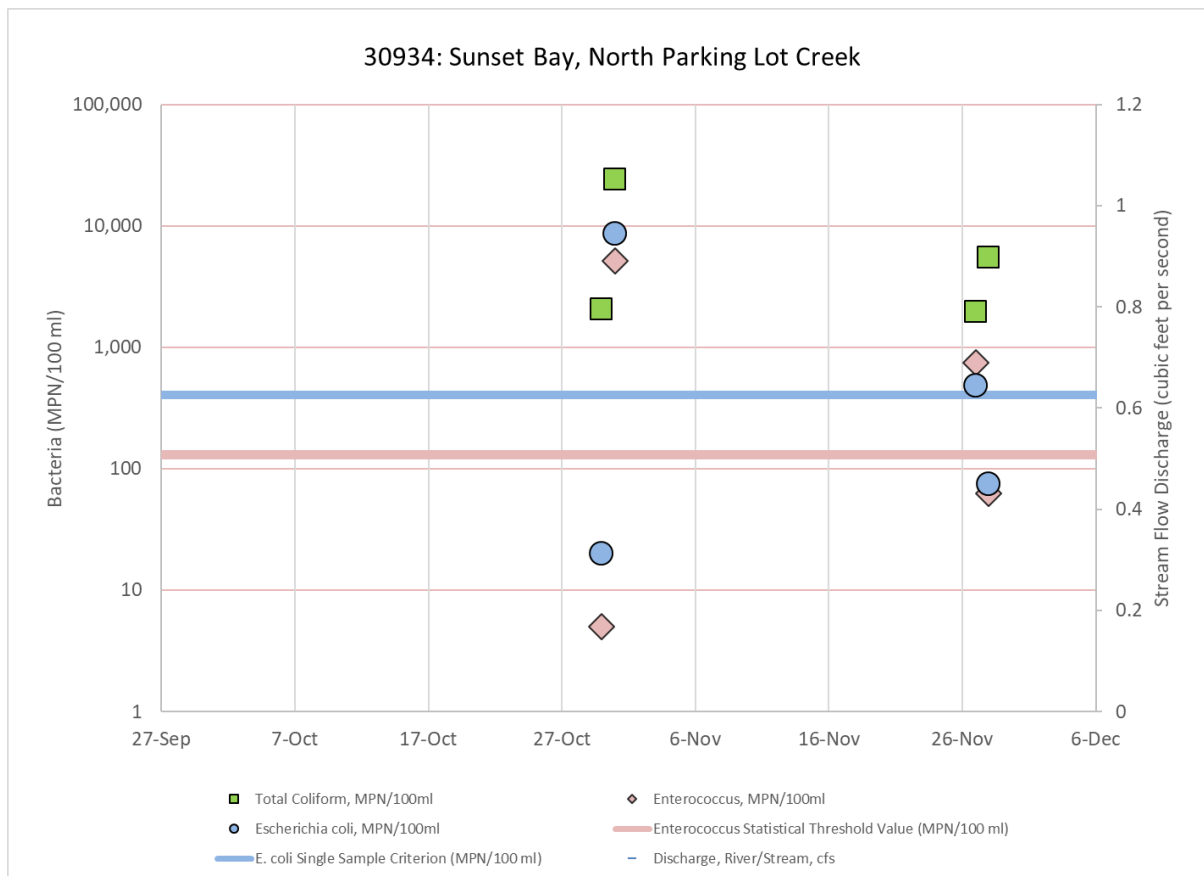 30934: Sunset Bay, North Parking Lot Creek
100,000
10,000
1,000
100
10
1
Bacteria (MPN/100 ml)
1.2
1
0.8
0.6
0.4
0.2
0
Stream Flow Discharge (cubic feet per second)
27-Sep 7-Oct 17-Oct 27-Oct 6-Nov 16-Nov 26-Nov 6-Dec
Total Coliform, MPN/100ml Enterococcus, MPN/100ml
Escherichia coli, MPN/100ml Enterococcus Statistical Threshold Value (MPN/100 ml)
E. coli Single Sample Criterion (MPN/100 ml) Discharge, River/Stream, cfs